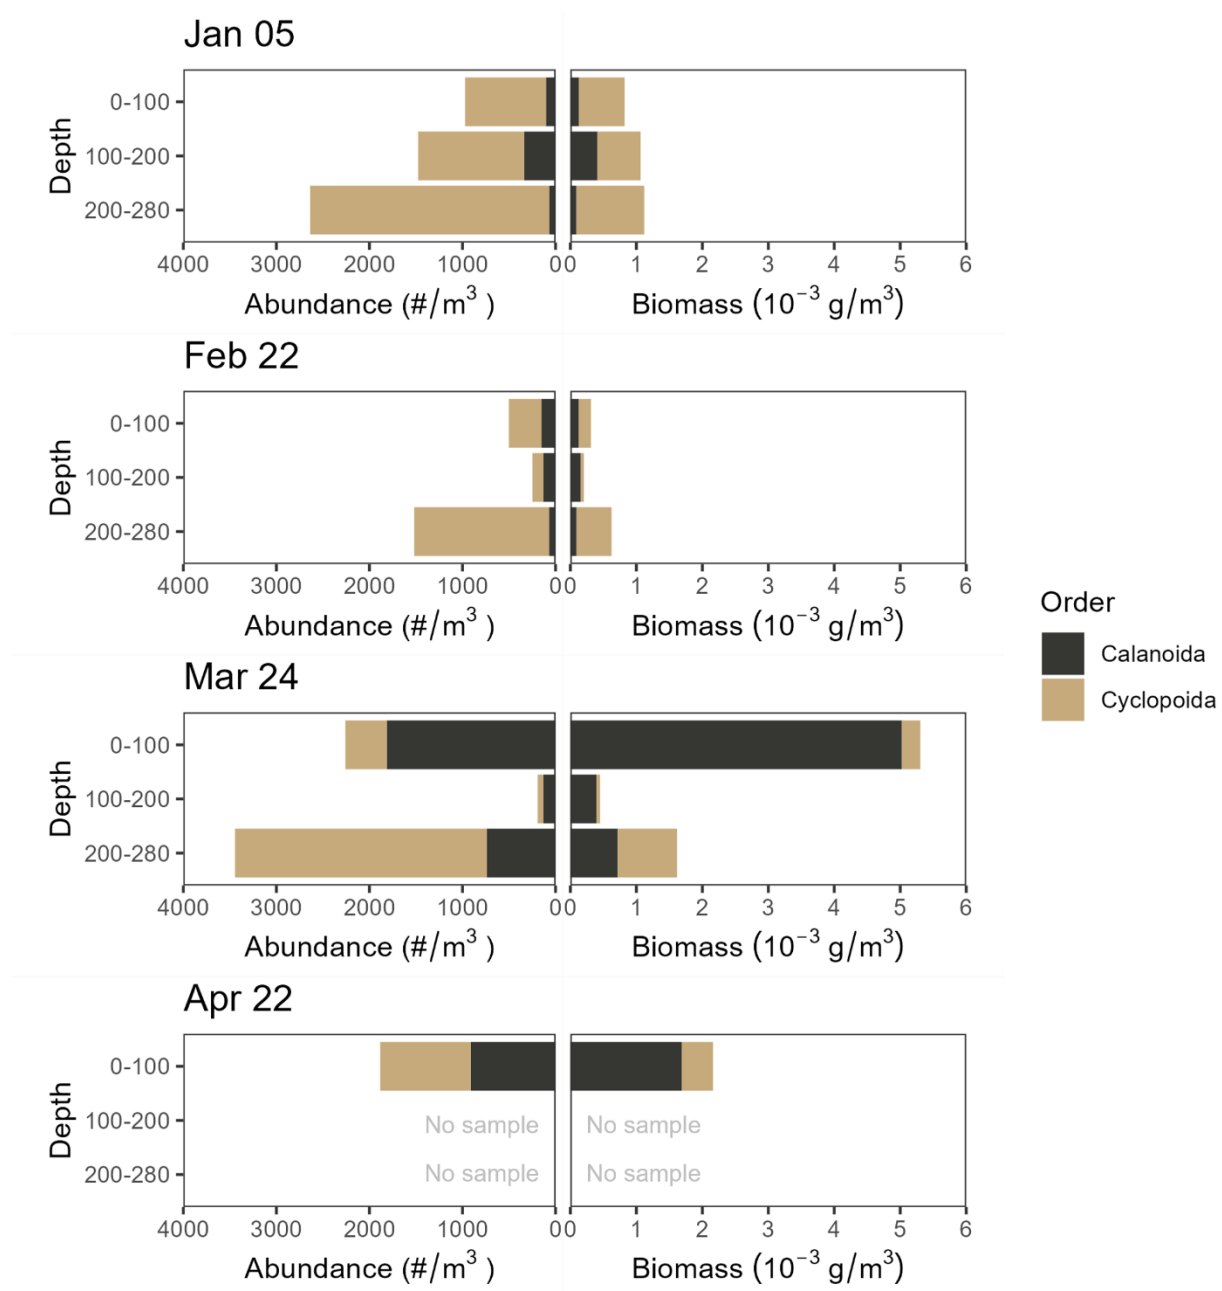 Jan 05
Depth
0-100
100-200
200-280
4000 3000 2000 1000 0 0 1 2 3 4 5 6
Abundance (#/m³ ) Biomass (10⁻³ g/m³)
Feb 22
Depth
0-100
100-200
200-280
4000 3000 2000 1000 0 0 1 2 3 4 5 6
Abundance (#/m³ ) Biomass (10⁻³ g/m³)
Order
Calanoida
Cyclopoida
Mar 24
Depth
0-100
100-200
200-280
4000 3000 2000 1000 0 0 1 2 3 4 5 6
Abundance (#/m³ ) Biomass (10⁻³ g/m³)
Apr 22
Depth
0-100
100-200 No sample No sample
200-280 No sample No sample
4000 3000 2000 1000 0 0 1 2 3 4 5 6
Abundance (#/m³ ) Biomass (10⁻³ g/m³)